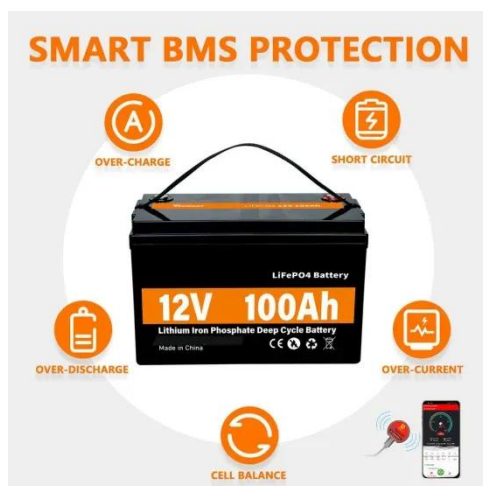 SMART BMS PROTECTION
A
OVER-CHARGE
SHORT CIRCUIT
LiFePO4 Battery
12V 100Ah
Lithium Iron Phosphate Deep Cycle Battery
Made in China
CE
OVER-DISCHARGE
OVER-CURRENT
CELL BALANCE